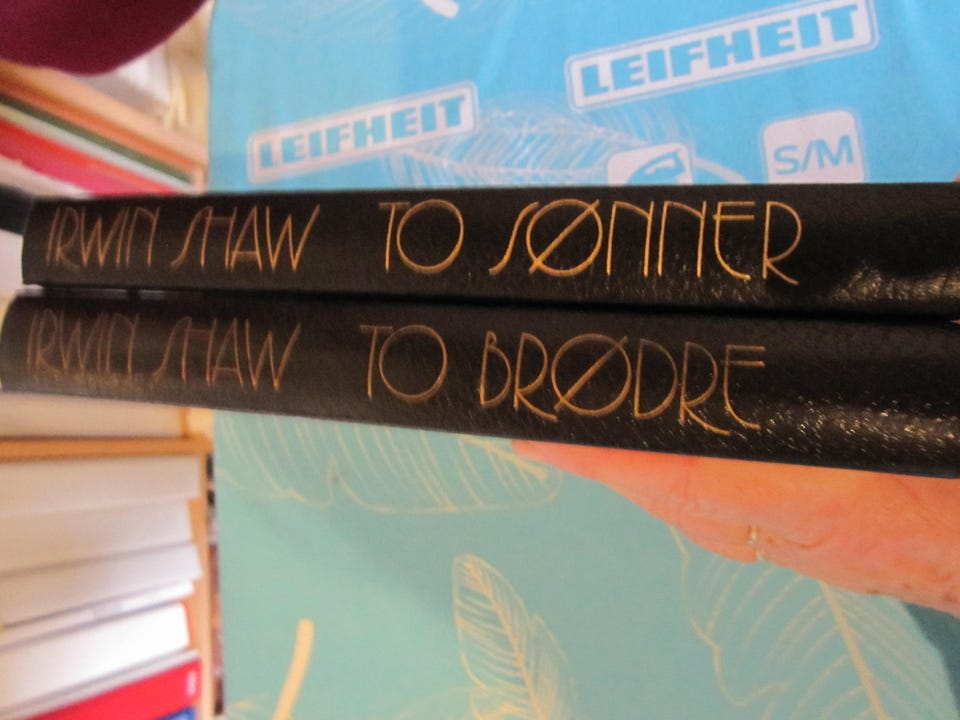 LEIFHEIT
LEIFHEIT
S/M
IRWIN SHAW TO SØNNER
IRWIN SHAW TO BRØDRE